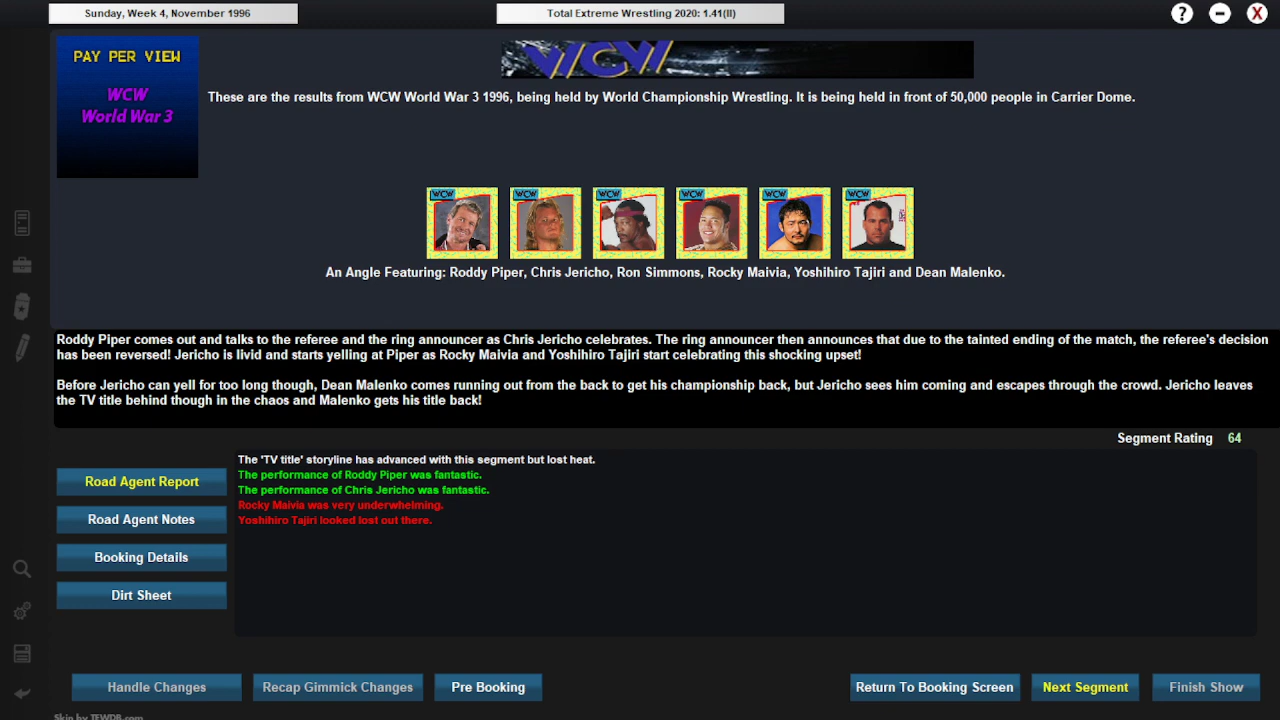 Sunday, Week 4, November 1996
Total Extreme Wrestling 2020: 1.41(II)
?
X
PAY PER VIEW
WCW
World War 3
WCW
These are the results from WCW World War 3 1996, being held by World Championship Wrestling. It is being held in front of 50,000 people in Carrier Dome.
WCW
WCW
WCW
WCW
WCW
WCW
An Angle Featuring: Roddy Piper, Chris Jericho, Ron Simmons, Rocky Maivia, Yoshihiro Tajiri and Dean Malenko.
Roddy Piper comes out and talks to the referee and the ring announcer as Chris Jericho celebrates. The ring announcer then announces that due to the tainted ending of the match, the referee's decision
has been reversed! Jericho is livid and starts yelling at Piper as Rocky Maivia and Yoshihiro Tajiri start celebrating this shocking upset!
Before Jericho can yell for too long though, Dean Malenko comes running out from the back to get his championship back, but Jericho sees him coming and escapes through the crowd. Jericho leaves
the TV title behind though in the chaos and Malenko gets his title back!
Segment Rating 64
The 'TV title' storyline has advanced with this segment but lost heat.
The performance of Roddy Piper was fantastic.
The performance of Chris Jericho was fantastic.
Rocky Maivia was very underwhelming.
Yoshihiro Tajiri looked lost out there.
Road Agent Report
Road Agent Notes
Booking Details
Dirt Sheet
Handle Changes
Recap Gimmick Changes
Pre Booking
Return To Booking Screen
Next Segment
Finish Show
Skin by TEWDB.com